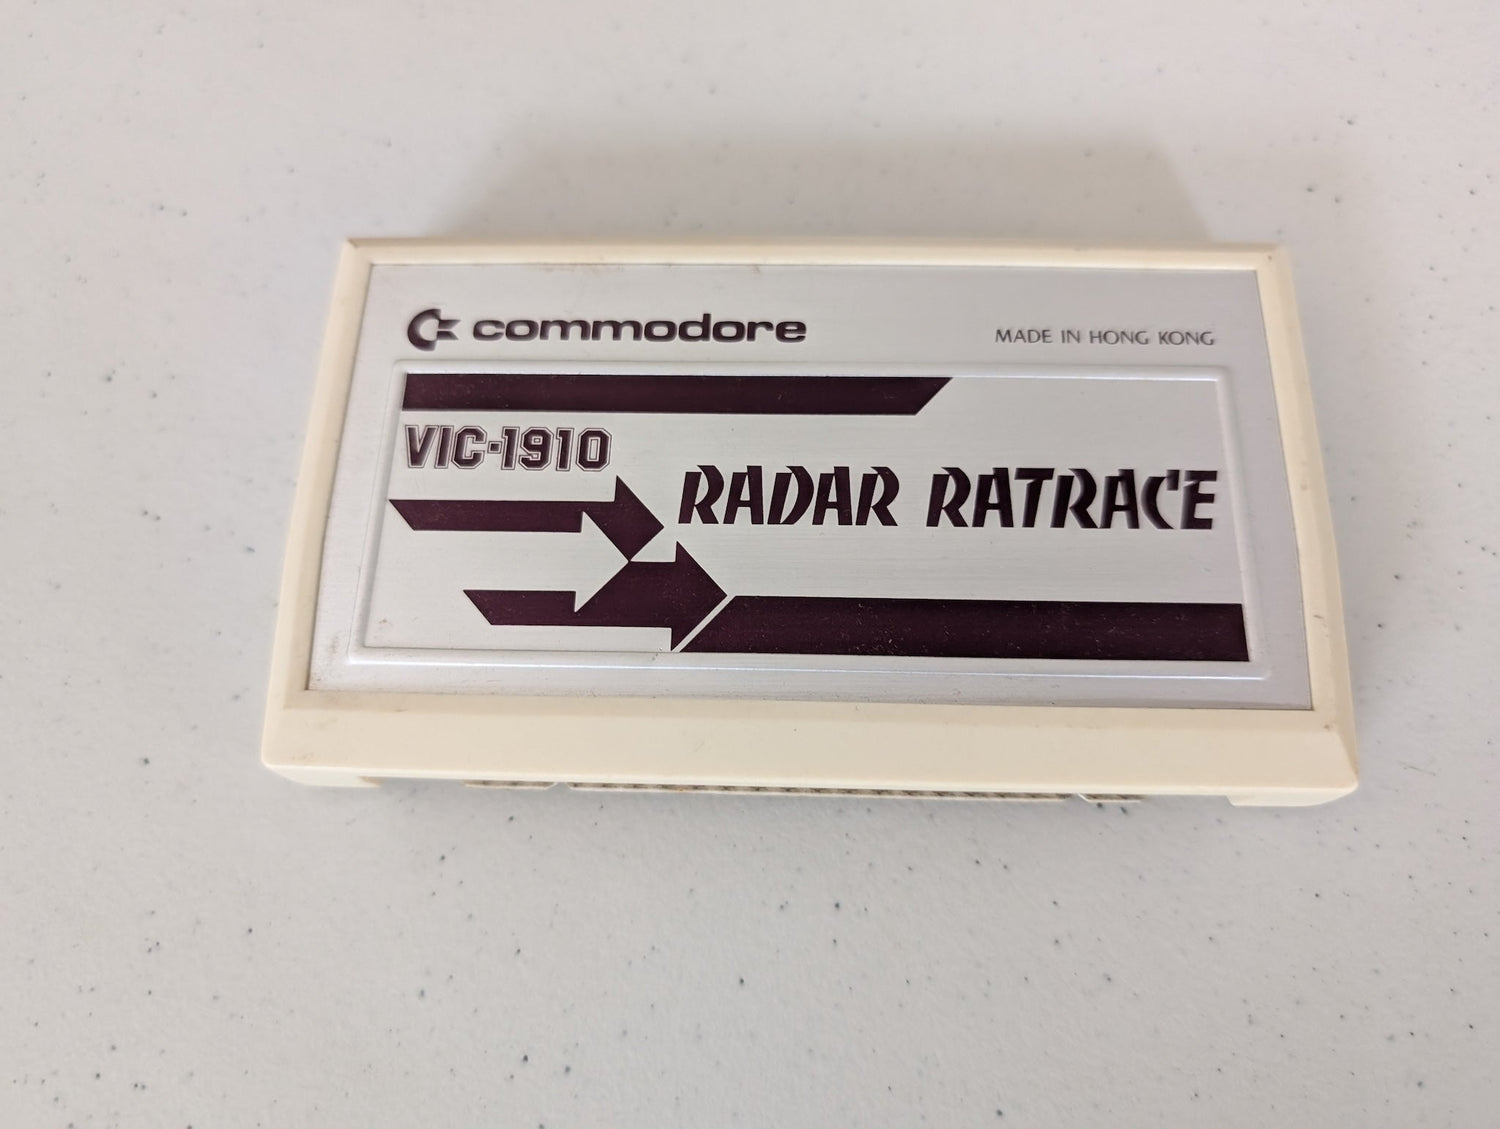 commodore
MADE IN HONG KONG
VIC-1910
RADAR RATRACE